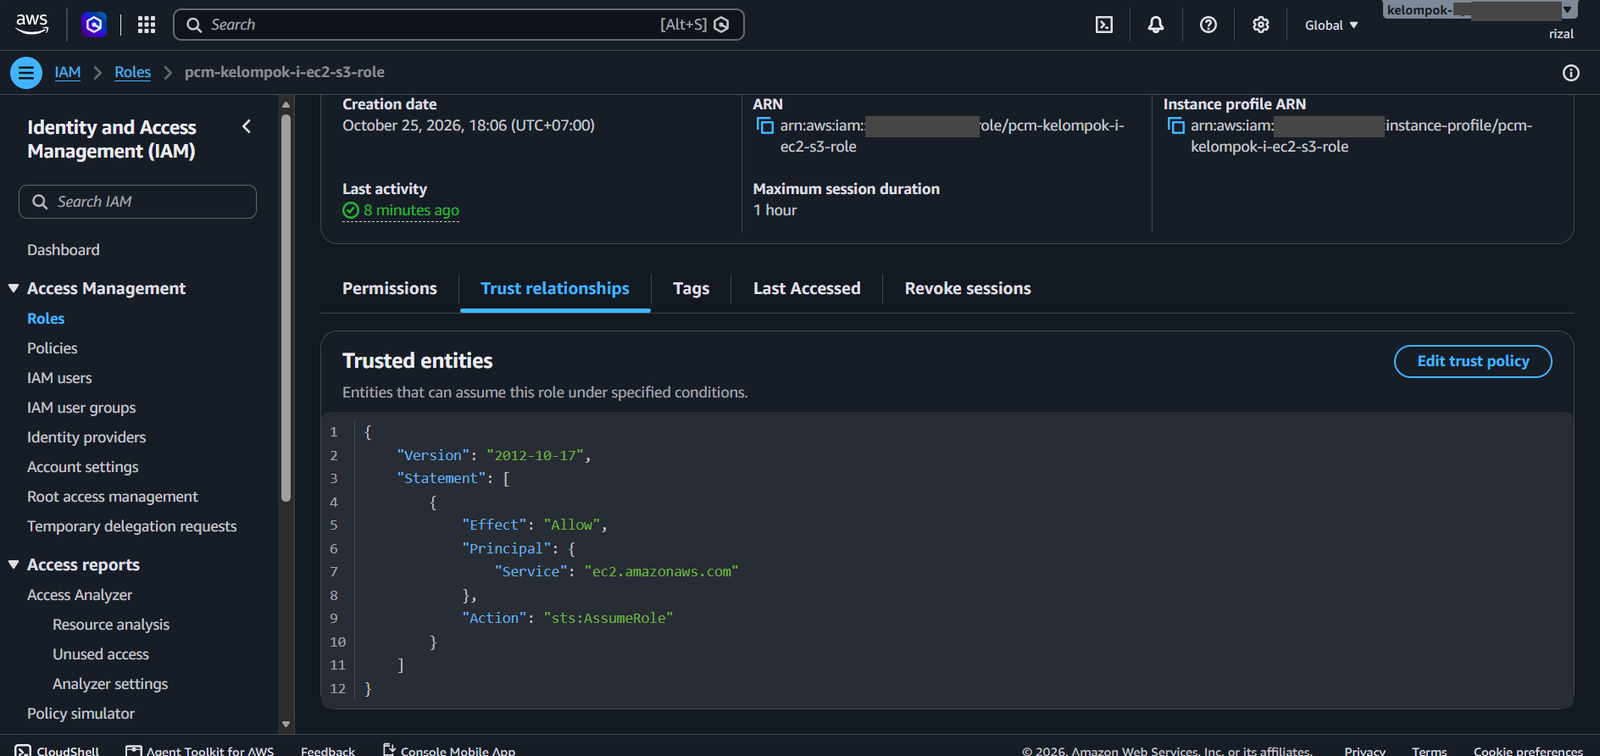 aws
Search
[Alt+S]
Global
kelompok-
rizal
IAM
Roles
pcm-kelompok-i-ec2-s3-role
Identity and Access
Management (IAM)
Search IAM
Dashboard
Access Management
Roles
Policies
IAM users
IAM user groups
Identity providers
Account settings
Root access management
Temporary delegation requests
Access reports
Access Analyzer
Resource analysis
Unused access
Analyzer settings
Policy simulator
Creation date
October 25, 2026, 18:06 (UTC+07:00)
Last activity
8 minutes ago
ARN
arn:aws:iam: ole/pcm-kelompok-i-
ec2-s3-role
Maximum session duration
1 hour
Instance profile ARN
arn:aws:iam: instance-profile/pcm-
kelompok-i-ec2-s3-role
Permissions
Trust relationships
Tags
Last Accessed
Revoke sessions
Trusted entities
Edit trust policy
Entities that can assume this role under specified conditions.
1 {
2 "Version": "2012-10-17",
3 "Statement": [
4 {
5 "Effect": "Allow",
6 "Principal": {
7 "Service": "ec2.amazonaws.com"
8 },
9 "Action": "sts:AssumeRole"
10 }
11 ]
12 }
CloudShell
Agent Toolkit for AWS
Feedback
Console Mobile App
© 2026, Amazon Web Services, Inc. or its affiliates.
Privacy
Terms
Cookie preferences